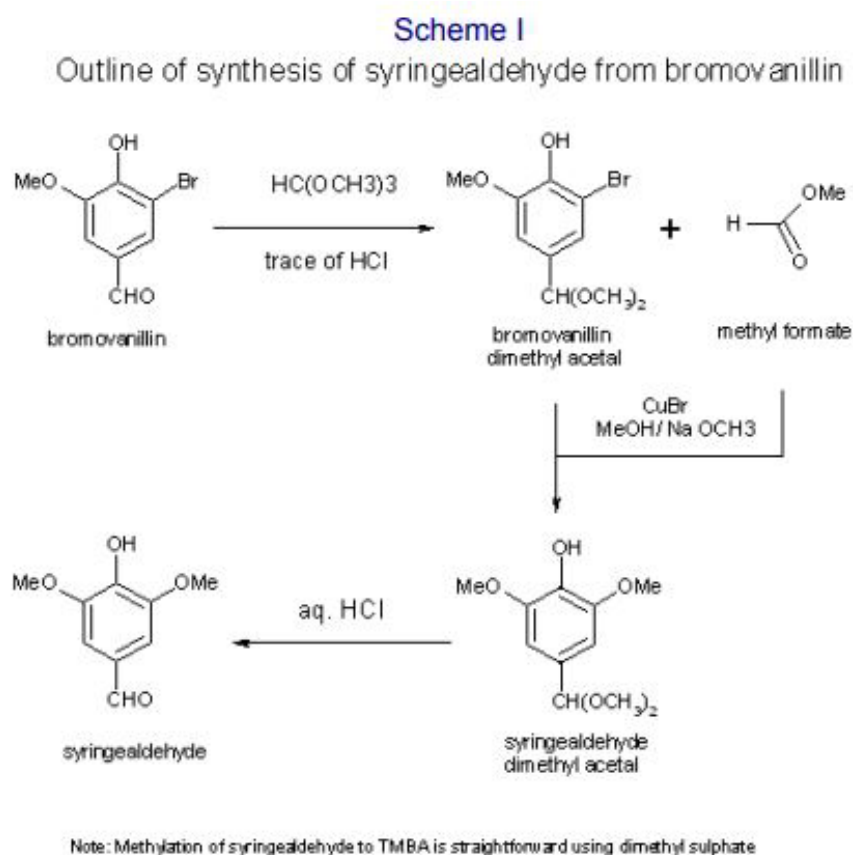 Scheme I
Outline of synthesis of syringealdehyde from bromovanillin
OH
MeO
Br
CHO
bromovanillin
HC(OCH3)3
trace of HCl
OH
MeO
Br
CH(OCH₃)₂
bromovanillin
dimethyl acetal
+
OMe
H
O
methyl formate
CuBr
MeOH/ Na OCH3
OH
MeO
OMe
CHO
syringealdehyde
aq. HCl
OH
MeO
OMe
CH(OCH₃)₂
syringealdehyde
dimethyl acetal
Note: Methylation of syringealdehyde to TMBA is straightforward using dimethyl sulphate